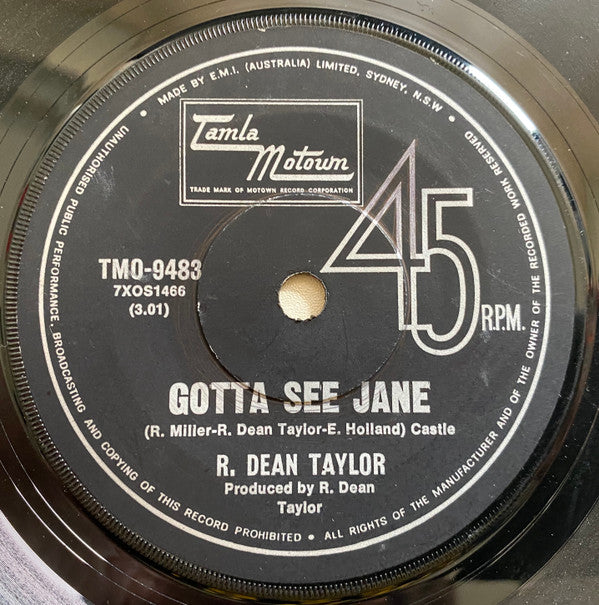 • MADE BY E.M.I. (AUSTRALIA) LIMITED, SYDNEY, N.S.W •
Tamla
Motown
TRADE MARK OF MOTOWN RECORD CORPORATION
45
R.P.M.
TMO-9483
7XOS1466
(3.01)
GOTTA SEE JANE
(R. Miller-R. Dean Taylor-E. Holland) Castle
R. DEAN TAYLOR
Produced by R. Dean
Taylor
UNAUTHORISED PUBLIC PERFORMANCE, BROADCASTING AND COPYING OF THIS RECORD PROHIBITED • ALL RIGHTS OF THE MANUFACTURER AND OF THE OWNER OF THE RECORDED WORK RESERVED